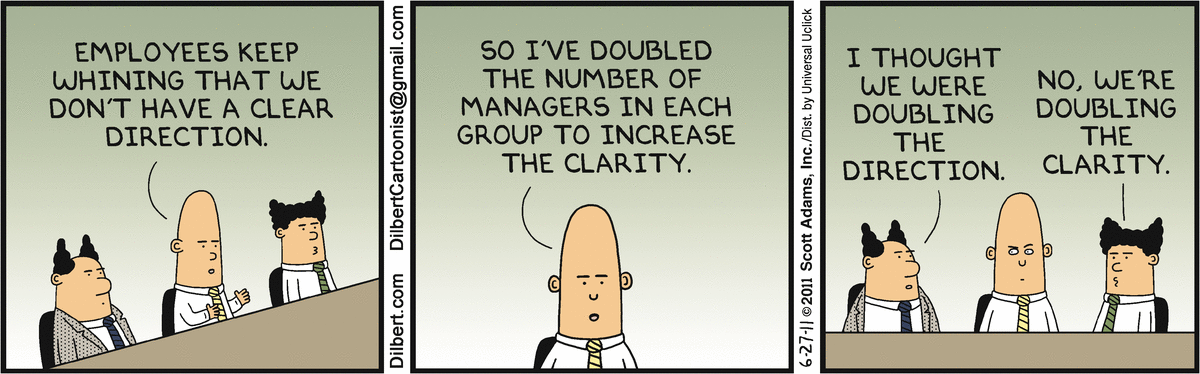 EMPLOYEES KEEP
WHINING THAT WE
DON'T HAVE A CLEAR
DIRECTION.
Dilbert.com DilbertCartoonist@gmail.com
SO I'VE DOUBLED
THE NUMBER OF
MANAGERS IN EACH
GROUP TO INCREASE
THE CLARITY.
6-27-11 ©2011 Scott Adams, Inc./Dist. by Universal Uclick
I THOUGHT
WE WERE
DOUBLING
THE
DIRECTION.
NO, WE'RE
DOUBLING
THE
CLARITY.